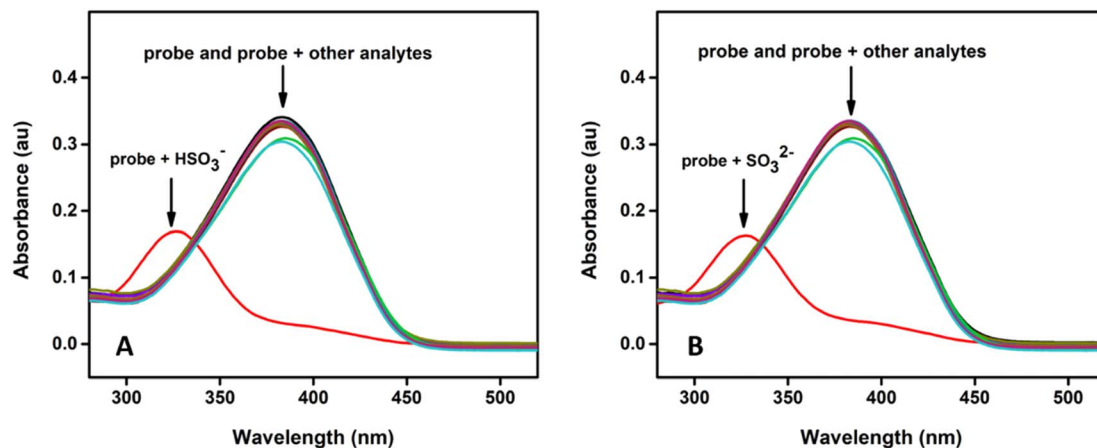 probe and probe + other analytes
probe + HSO₃⁻
Absorbance (au)
0.4
0.3
0.2
0.1
0.0
A
300 350 400 450 500
Wavelength (nm)
probe and probe + other analytes
probe + SO₃²⁻
Absorbance (au)
0.4
0.3
0.2
0.1
0.0
B
300 350 400 450 500
Wavelength (nm)